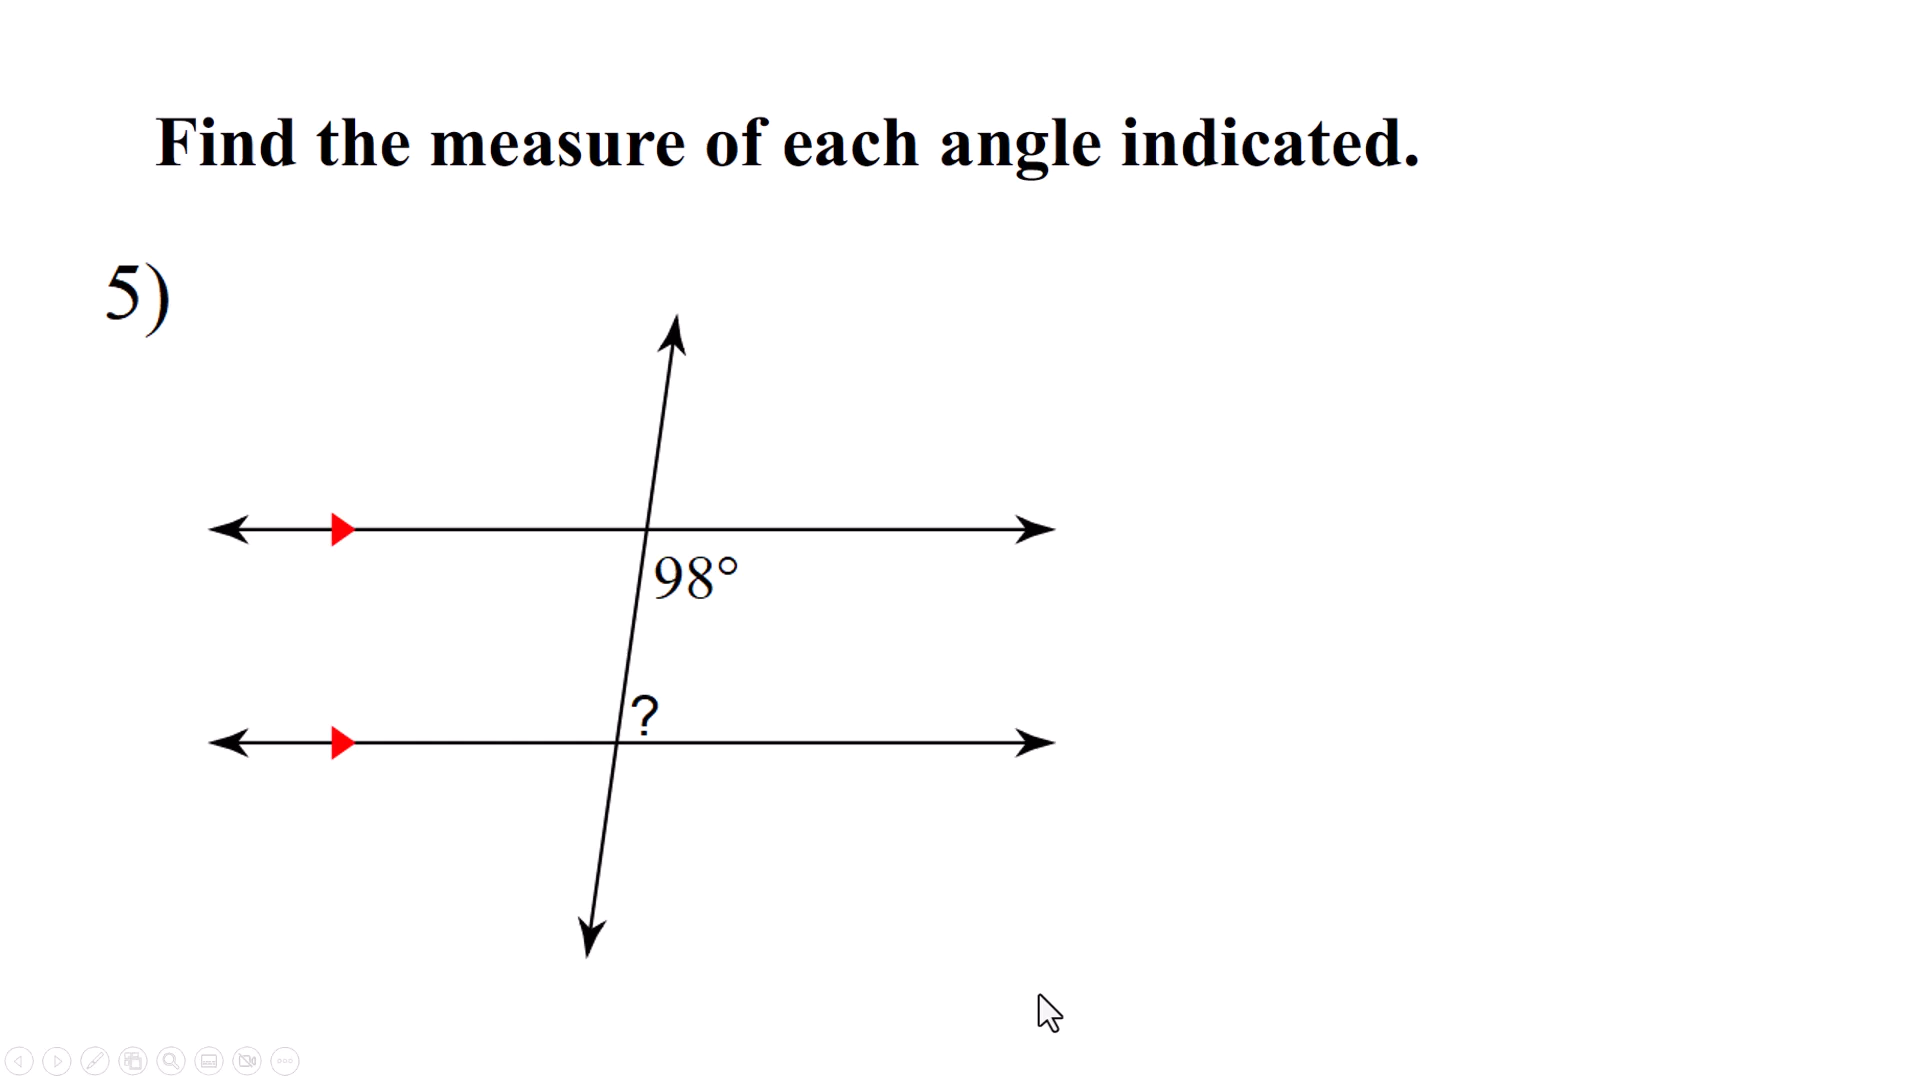 Find the measure of each angle indicated.
5)
98°
?